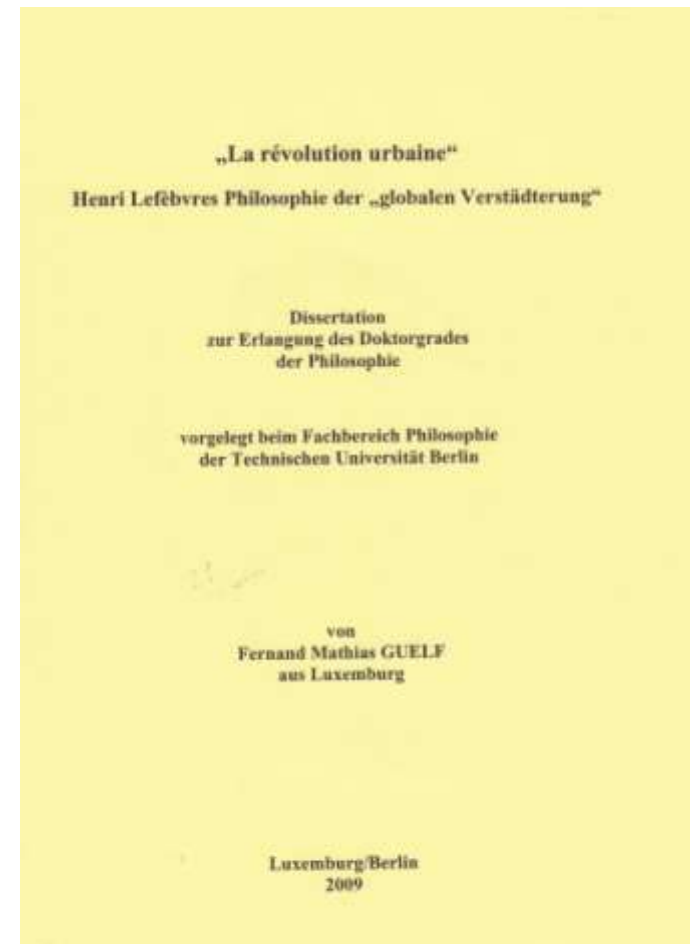 „La révolution urbaine“
Henri Lefèbvres Philosophie der „globalen Verstädterung“
Dissertation
zur Erlangung des Doktorgrades
der Philosophie
vorgelegt beim Fachbereich Philosophie
der Technischen Universität Berlin
von
Fernand Mathias GUELF
aus Luxemburg
Luxemburg/Berlin
2009